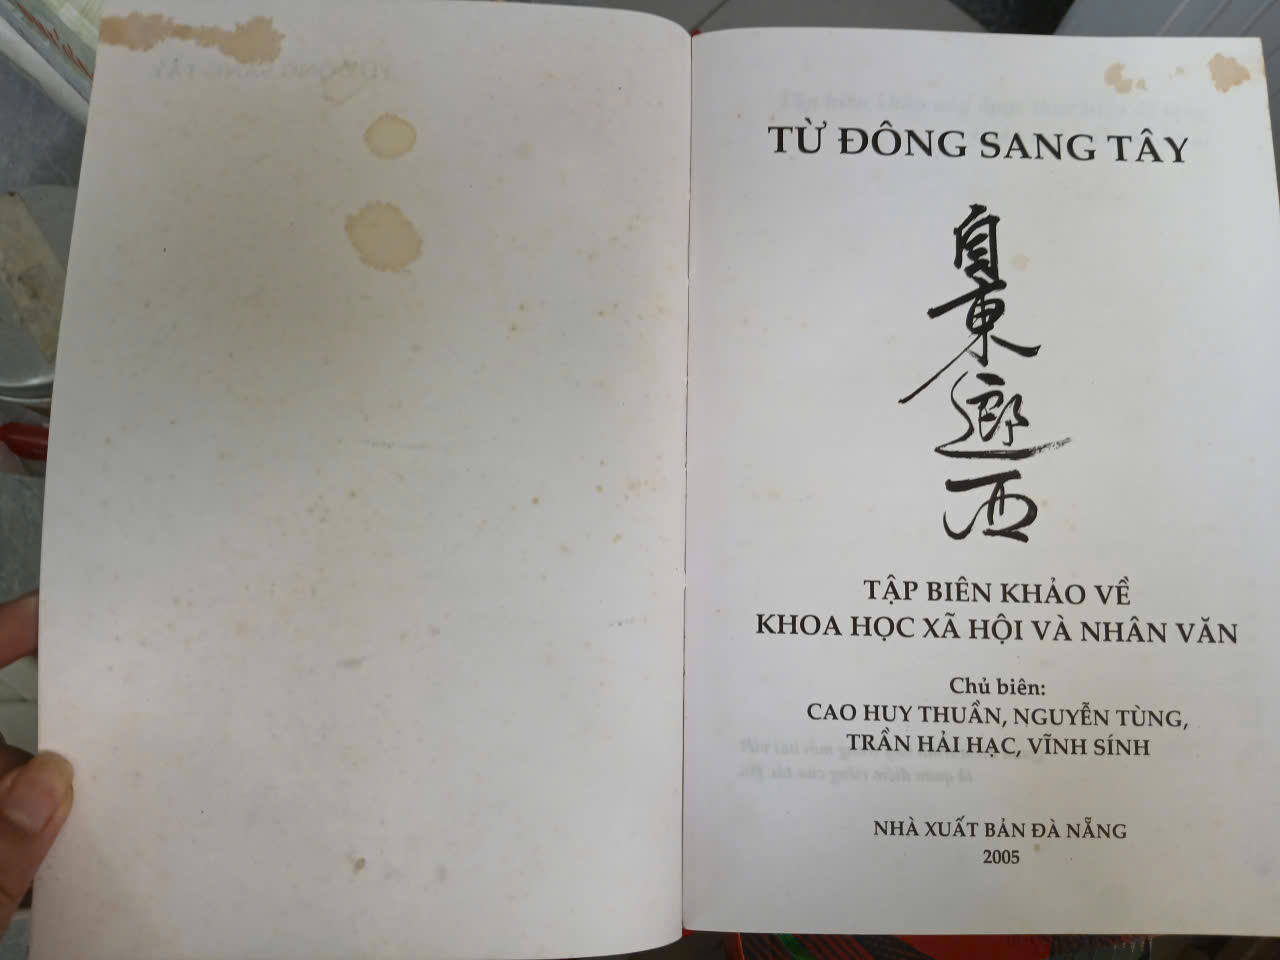 TỪ ĐÔNG SANG TÂY
自
東
嚮
西
TẬP BIÊN KHẢO VỀ
KHOA HỌC XÃ HỘI VÀ NHÂN VĂN
Chủ biên:
CAO HUY THUẦN, NGUYỄN TÙNG,
TRẦN HẢI HẠC, VĨNH SÍNH
NHÀ XUẤT BẢN ĐÀ NẴNG
2005